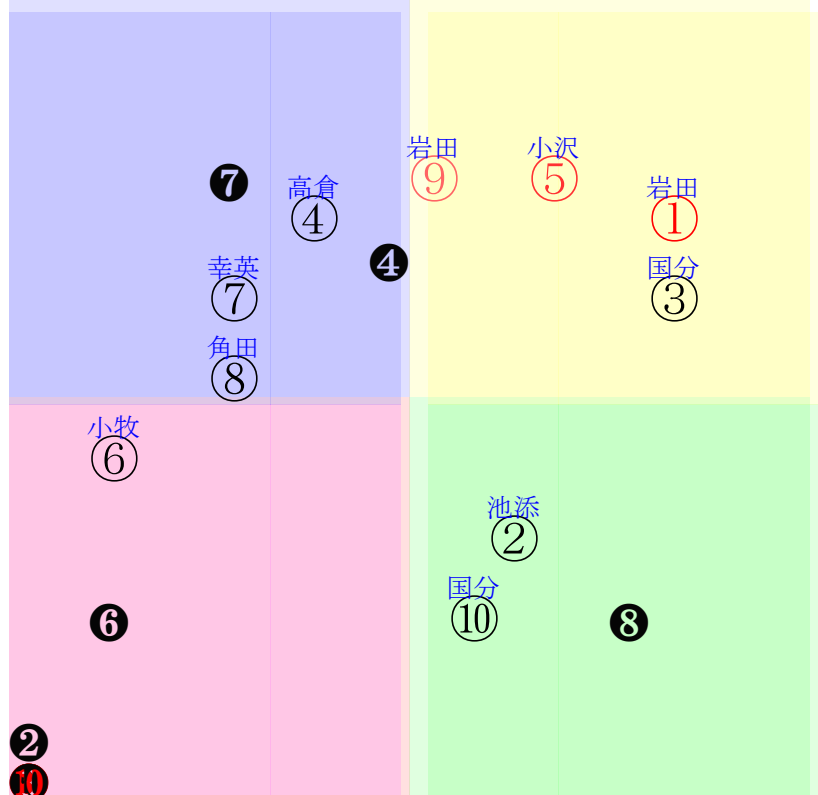 岩田
小沢
⑨
⑤
❼
高倉
岩田
④
①
❹
幸英
国分
⑦
③
角田
⑧
小牧
⑥
池添
②
国分
⑩
❻
❽
❷
❿